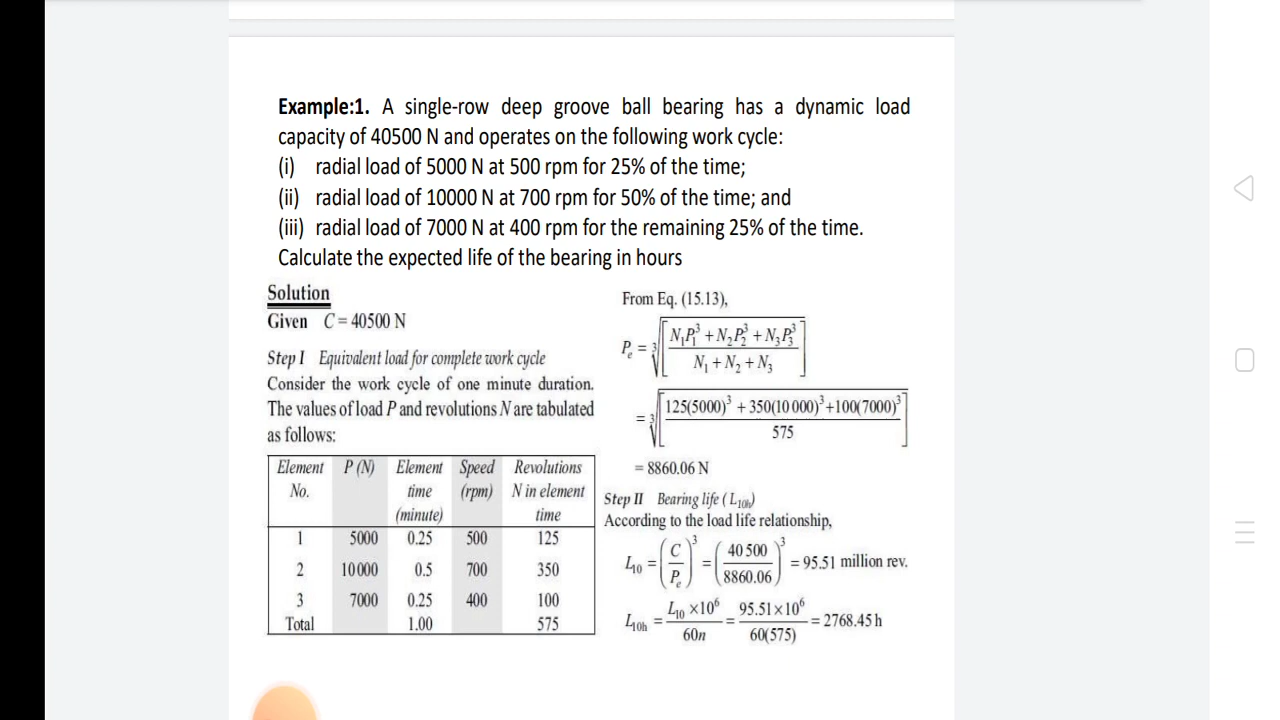 Example:1. A single-row deep groove ball bearing has a dynamic load
capacity of 40500 N and operates on the following work cycle:
(i) radial load of 5000 N at 500 rpm for 25% of the time;
(ii) radial load of 10000 N at 700 rpm for 50% of the time; and
(iii) radial load of 7000 N at 400 rpm for the remaining 25% of the time.
Calculate the expected life of the bearing in hours
Solution
Given C = 40500 N
Step I Equivalent load for complete work cycle
Consider the work cycle of one minute duration.
The values of load P and revolutions N are tabulated
as follows:
Element P (N) Element Speed Revolutions
No. time (rpm) N in element
(minute) time
1 5000 0.25 500 125
2 10000 0.5 700 350
3 7000 0.25 400 100
Total 1.00 575
From Eq. (15.13),
Pₑ = ∛[(N₁P₁³ + N₂P₂³ + N₃P₃³) / (N₁ + N₂ + N₃)]
= ∛[(125(5000)³ + 350(10 000)³ + 100(7000)³) / 575]
= 8860.06 N
Step II Bearing life (L₁₀ₕ)
According to the load life relationship,
L₁₀ = (C / Pₑ)³ = (40 500 / 8860.06)³ = 95.51 million rev.
L₁₀ₕ = L₁₀ × 10⁶ / 60n = 95.51 × 10⁶ / 60(575) = 2768.45 h